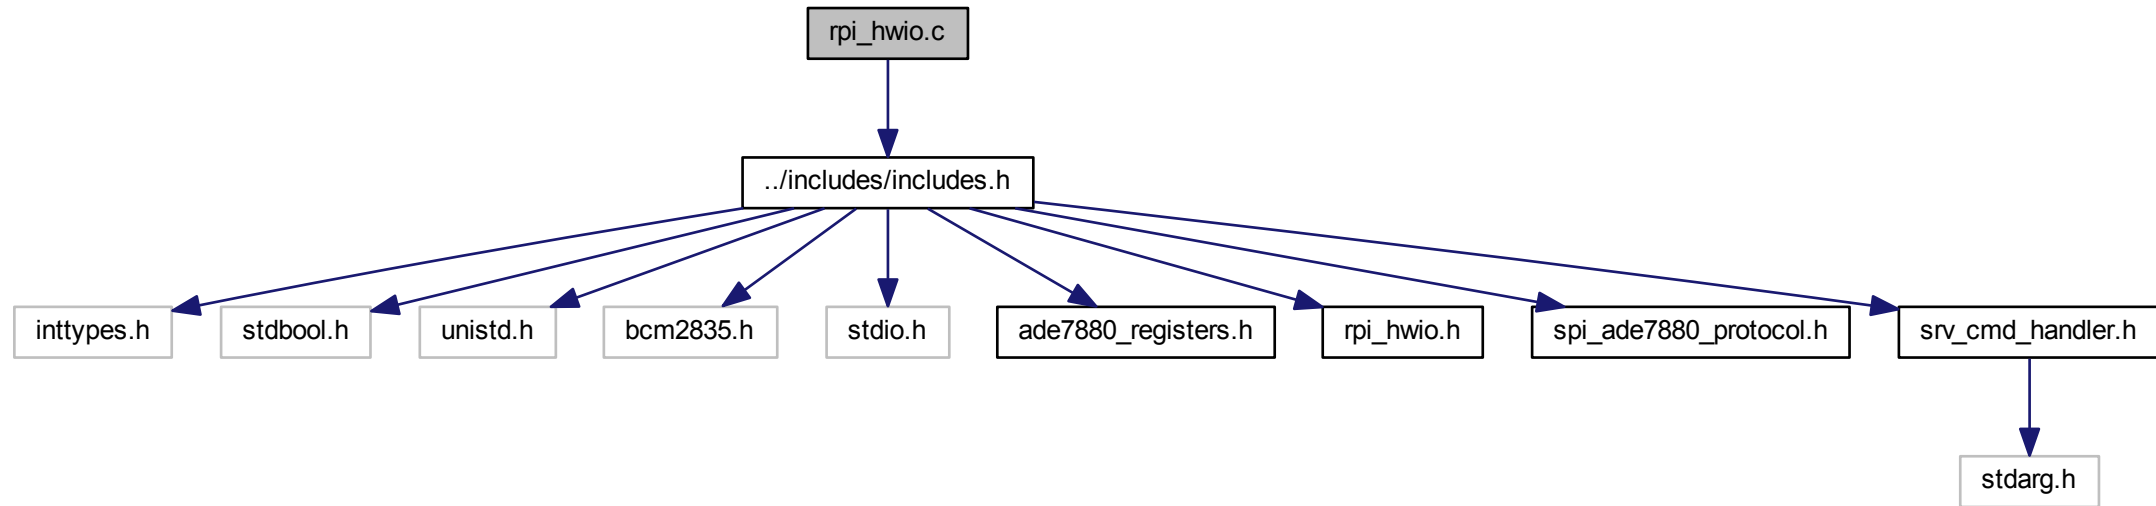 rpi_hwio.c
../includes/includes.h
inttypes.h
stdbool.h
unistd.h
bcm2835.h
stdio.h
ade7880_registers.h
rpi_hwio.h
spi_ade7880_protocol.h
srv_cmd_handler.h
stdarg.h